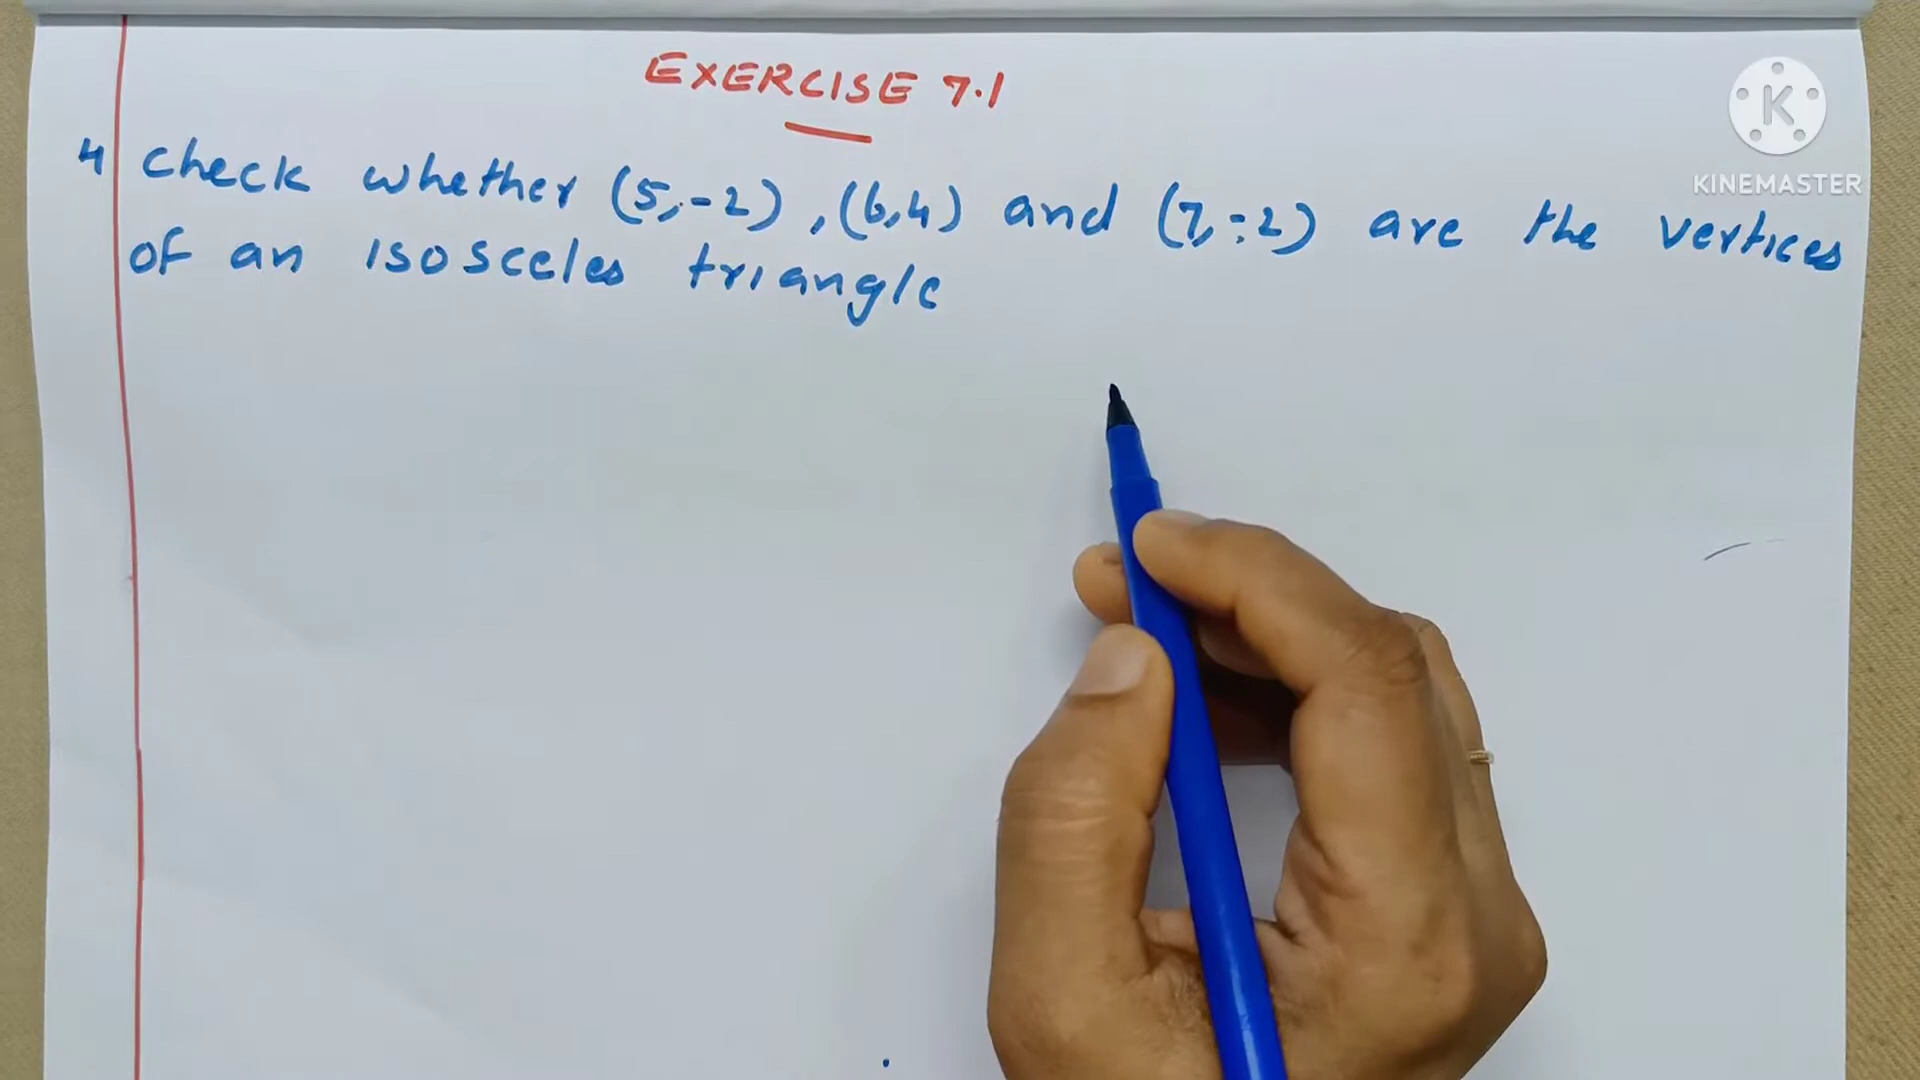 EXERCISE 7.1
4 check whether (5,-2), (6,4) and (7,-2) are the vertices
of an isosceles triangle
K
KINEMASTER